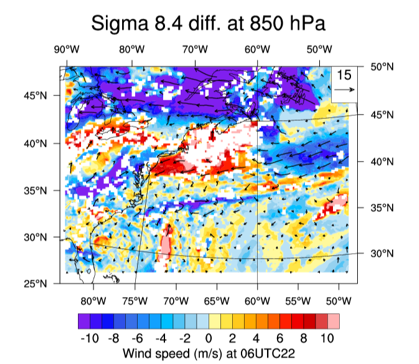 Sigma 8.4 diff. at 850 hPa
90°W 80°W 70°W 60°W 50°W
15
50°N
45°N 45°N
40°N 40°N
35°N 35°N
30°N 30°N
25°N
80°W 75°W 70°W 65°W 60°W 55°W 50°W
-10 -8 -6 -4 -2 0 2 4 6 8 10
Wind speed (m/s) at 06UTC22